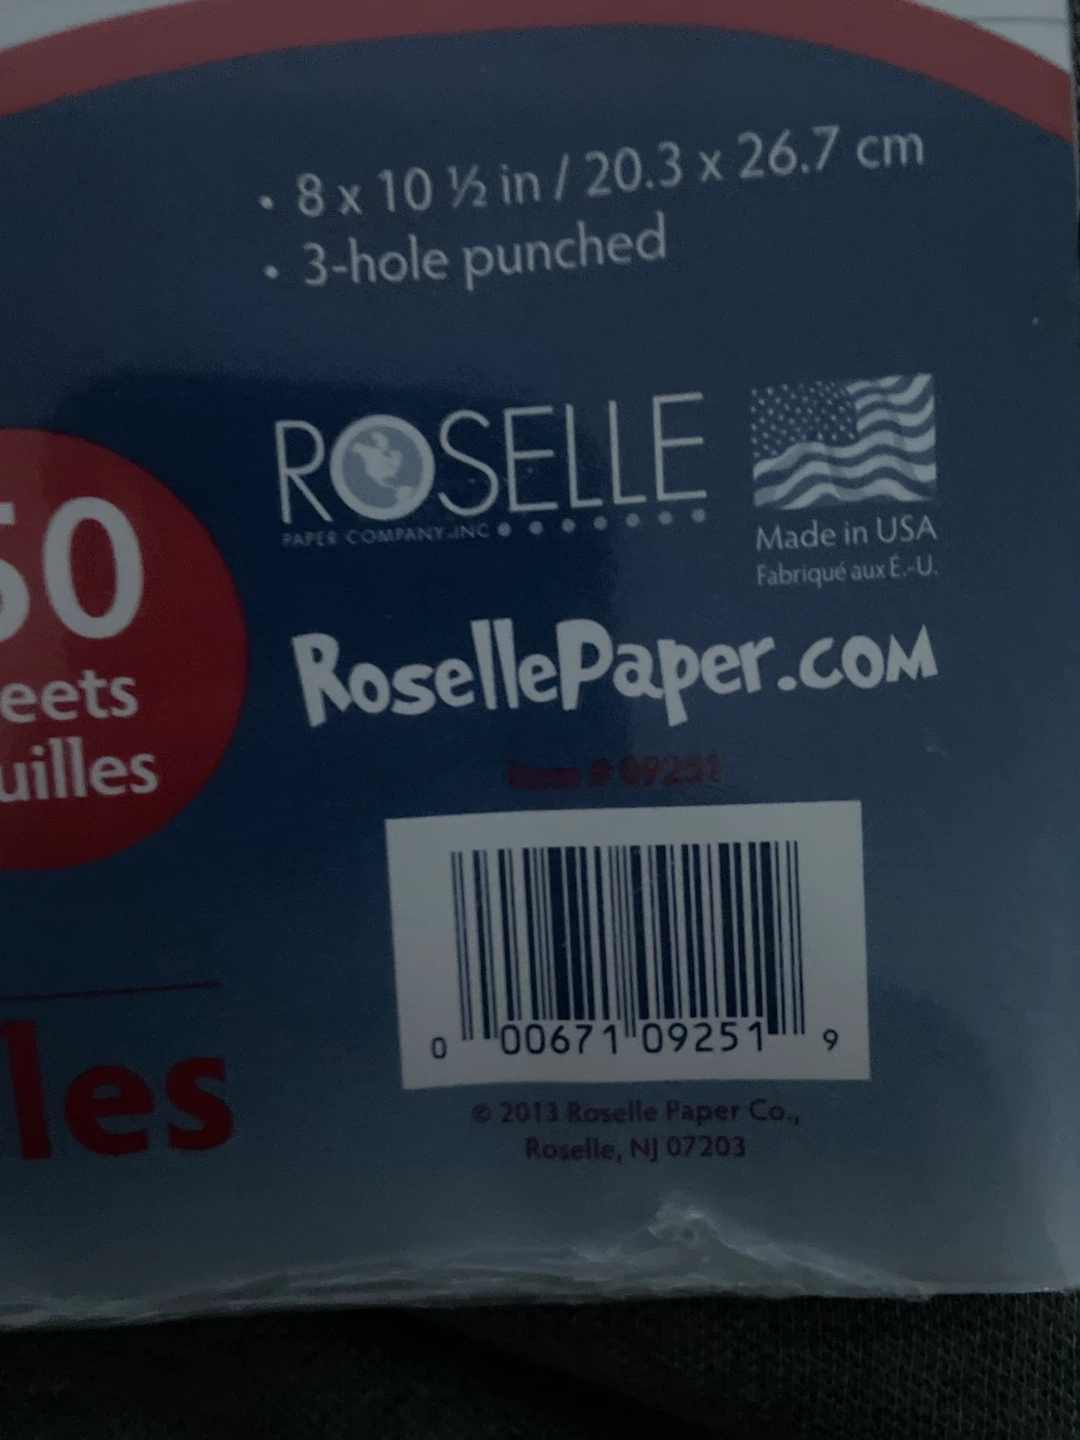 • 8 x 10 ½ in / 20.3 x 26.7 cm
• 3-hole punched
ROSELLE
PAPER COMPANY, INC
Made in USA
Fabriqué aux É.-U.
50
eets
uilles
RosellePaper.com
Item # 09251
0 00671 09251 9
les
© 2013 Roselle Paper Co.,
Roselle, NJ 07203